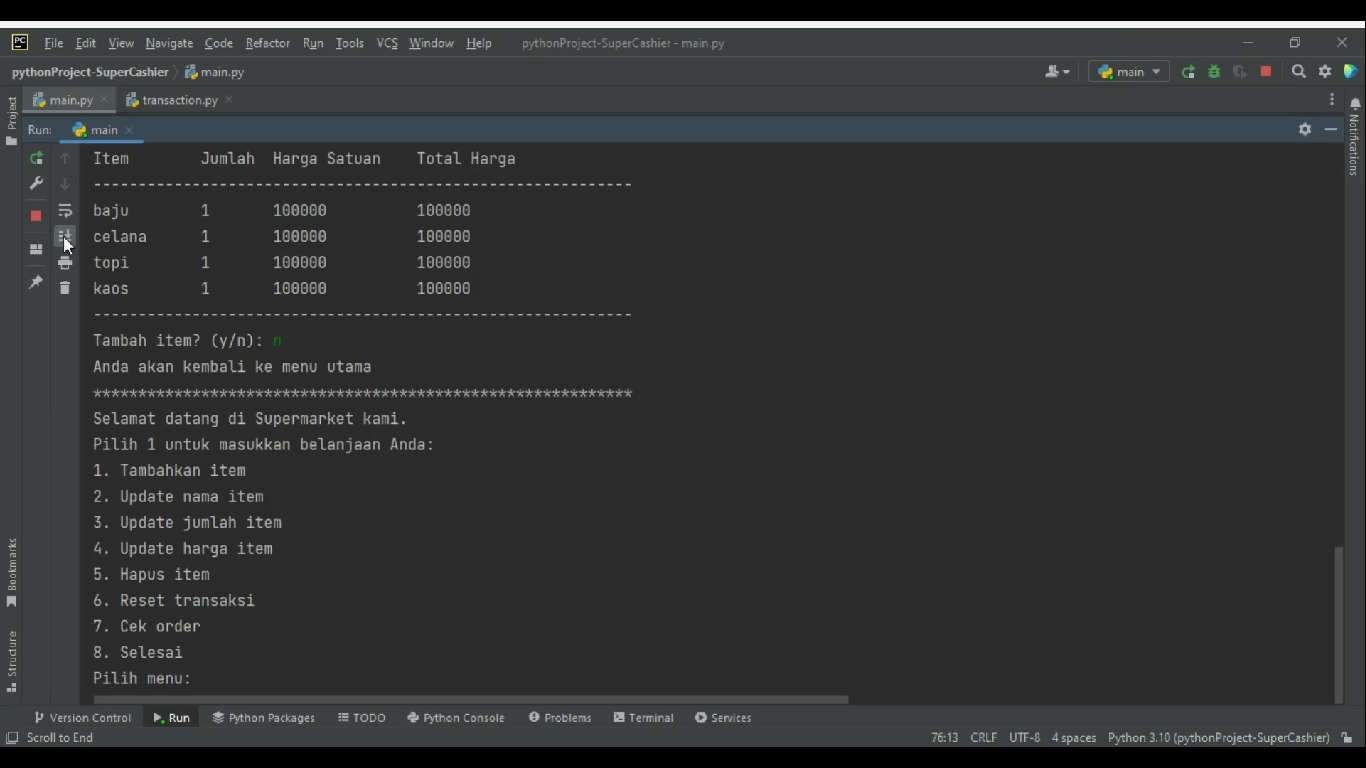 PC File Edit View Navigate Code Refactor Run Tools VCS Window Help pythonProject-SuperCashier - main.py
pythonProject-SuperCashier main.py main
Project main.py transaction.py
Run: main
Notifications
Item Jumlah Harga Satuan Total Harga
------------------------------------------------------------
baju 1 100000 100000
celana 1 100000 100000
topi 1 100000 100000
kaos 1 100000 100000
------------------------------------------------------------
Tambah item? (y/n): n
Anda akan kembali ke menu utama
************************************************************
Selamat datang di Supermarket kami.
Pilih 1 untuk masukkan belanjaan Anda:
1. Tambahkan item
2. Update nama item
3. Update jumlah item
4. Update harga item
5. Hapus item
6. Reset transaksi
7. Cek order
8. Selesai
Pilih menu:
Bookmarks
Structure
Version Control Run Python Packages TODO Python Console Problems Terminal Services
Scroll to End 76:13 CRLF UTF-8 4 spaces Python 3.10 (pythonProject-SuperCashier)